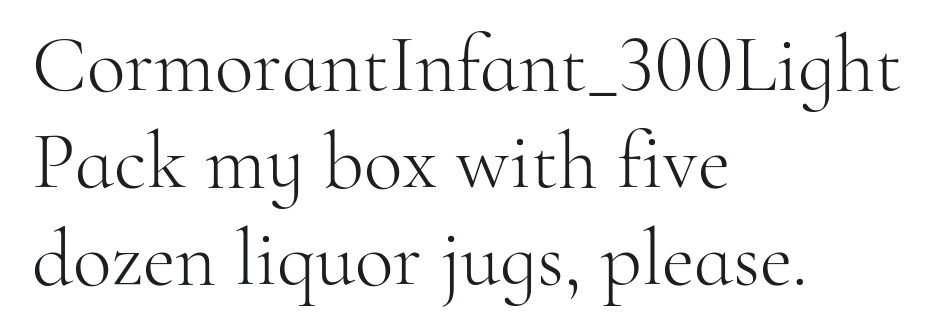 CormorantInfant_300Light
Pack my box with five
dozen liquor jugs, please.